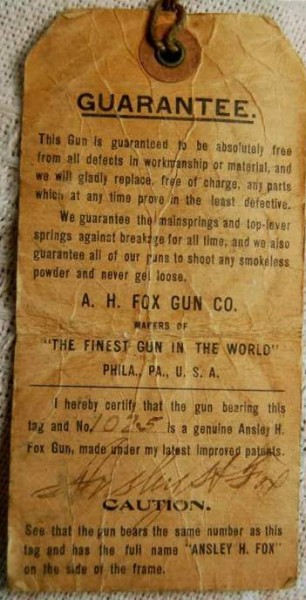 GUARANTEE.
This Gun is guaranteed to be absolutely free
from all defects in workmanship or material, and
we will gladly replace, free of charge, any parts
which at any time prove in the least defective.
We guarantee the mainsprings and top-lever
springs against breakage for all time, and we also
guarantee all of our guns to shoot any smokeless
powder and never get loose.
A. H. FOX GUN CO.
MAKERS OF
"THE FINEST GUN IN THE WORLD"
PHILA., PA., U. S. A.
I hereby certify that the gun bearing this
tag and No. 1025 is a genuine Ansley H.
Fox Gun, made under my latest improved patents.
Ansley H Fox
CAUTION.
See that the gun bears the same number as this
tag and has the full name "ANSLEY H. FOX"
on the side of the frame.